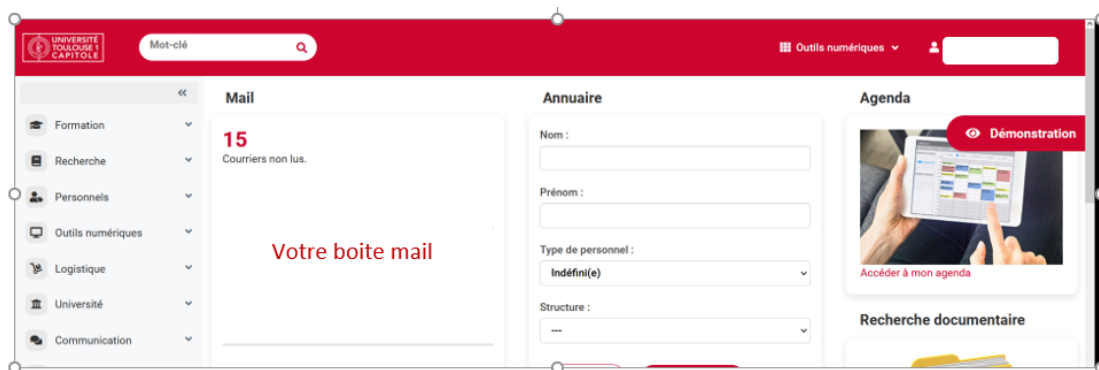 UNIVERSITÉ
TOULOUSE 1
CAPITOLE
Mot-clé
Outils numériques
Formation
Recherche
Personnels
Outils numériques
Logistique
Université
Communication
Mail
15
Courriers non lus.
Votre boite mail
Annuaire
Nom :
Prénom :
Type de personnel :
Indéfini(e)
Structure :
---
Agenda
Démonstration
Accéder à mon agenda
Recherche documentaire